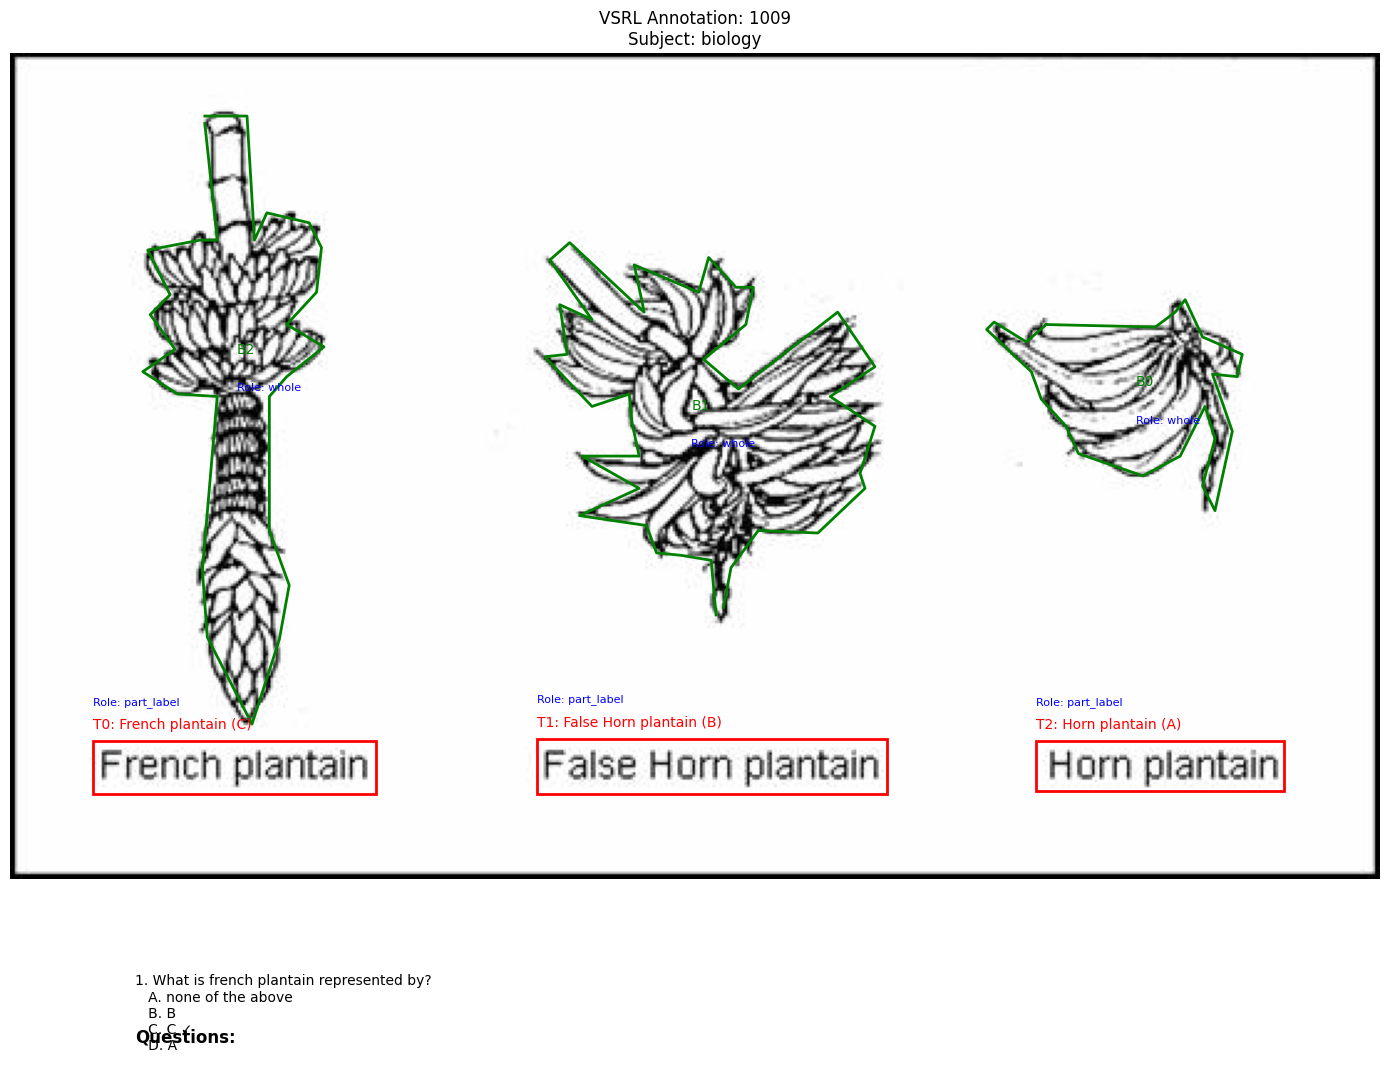 VSRL Annotation: 1009
Subject: biology
B2
Role: whole
B1
Role: whole
B0
Role: whole
Role: part_label
T0: French plantain (C)
French plantain
Role: part_label
T1: False Horn plantain (B)
False Horn plantain
Role: part_label
T2: Horn plantain (A)
Horn plantain
1. What is french plantain represented by?
A. none of the above
B. B
C. C ✓
Questions:
D. A